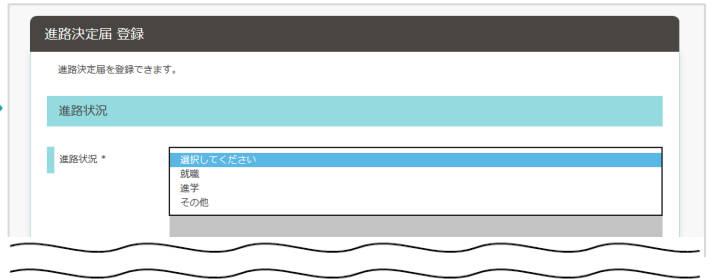 進路決定届 登録
進路決定届を登録できます。
進路状況
進路状況 *
選択してください
就職
進学
その他